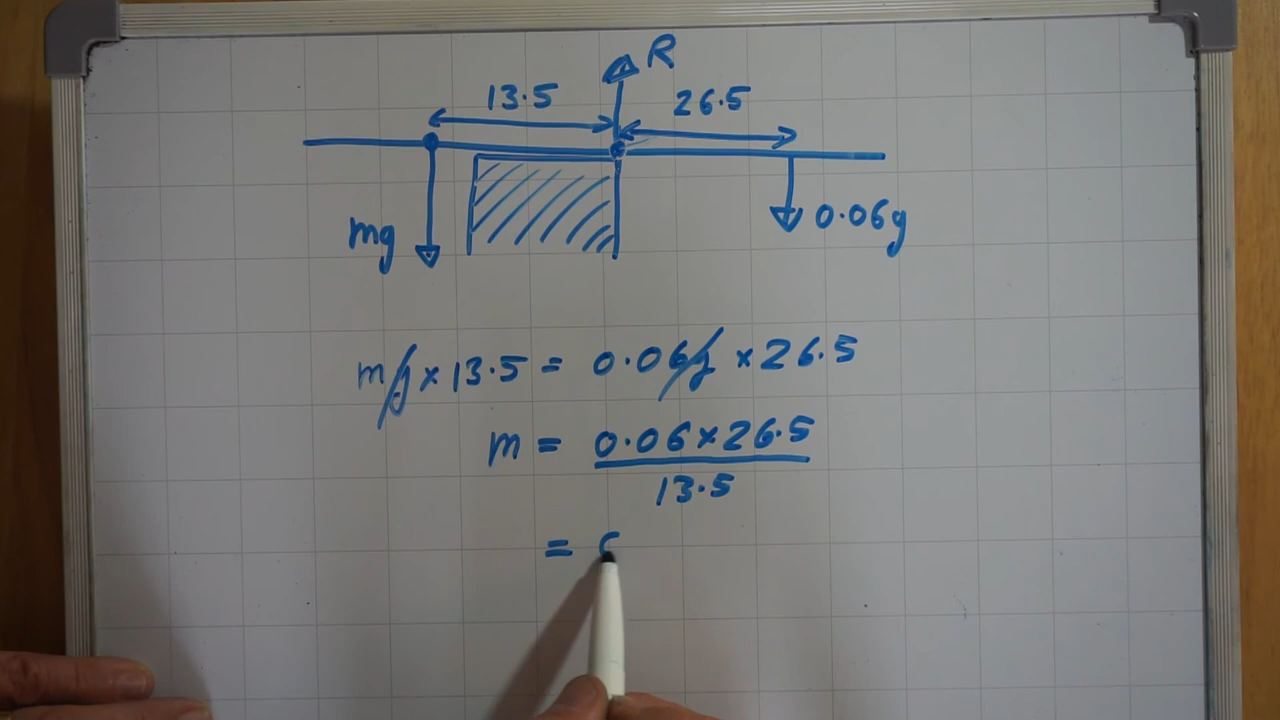 R
13.5
26.5
mg
0.06g
mg × 13.5 = 0.06g × 26.5
m = 0.06 × 26.5
13.5
=